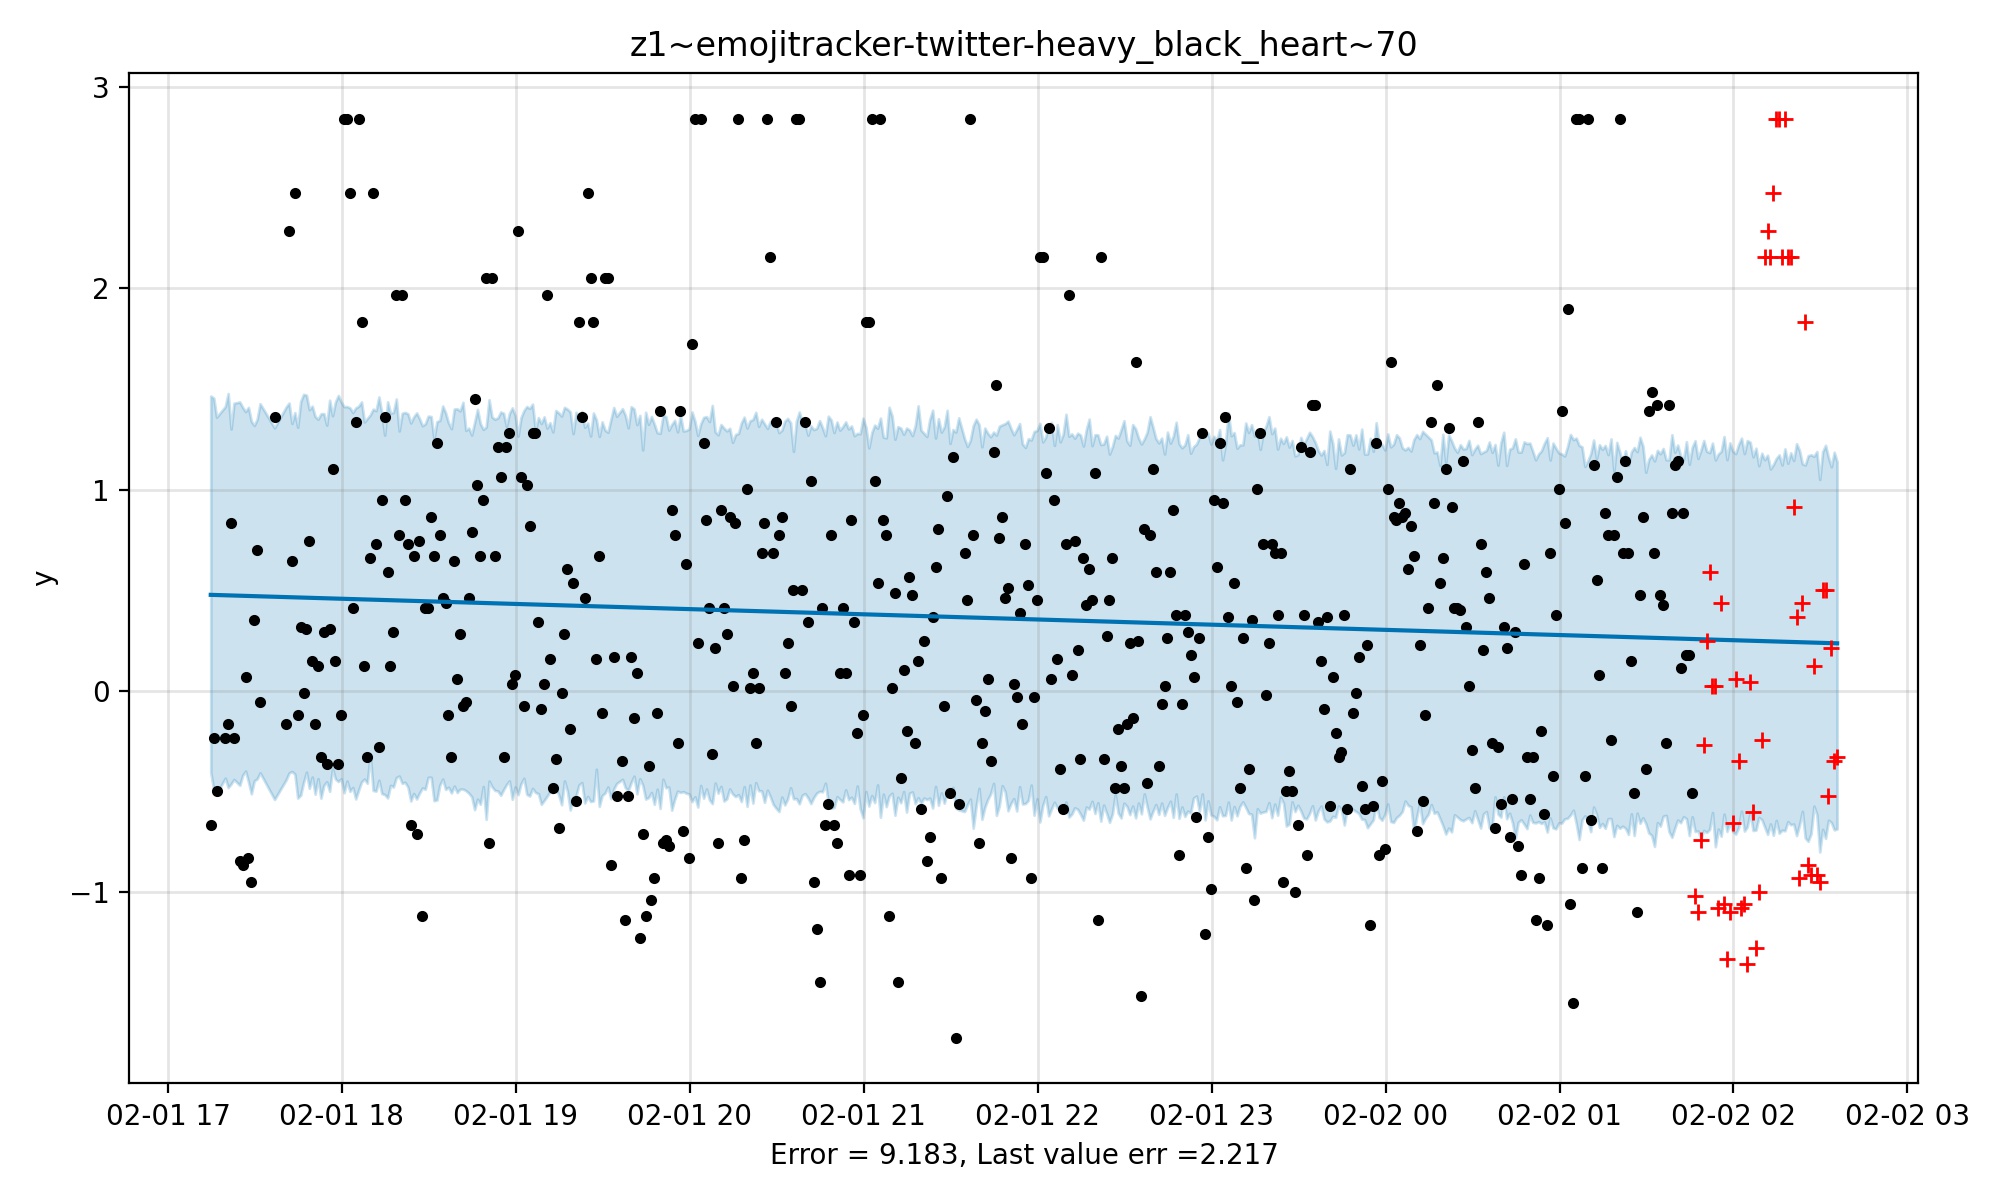 z1~emojitracker-twitter-heavy_black_heart~70
3
2
1
0
−1
y
02-01 17 02-01 18 02-01 19 02-01 20 02-01 21 02-01 22 02-01 23 02-02 00 02-02 01 02-02 02 02-02 03
Error = 9.183, Last value err =2.217